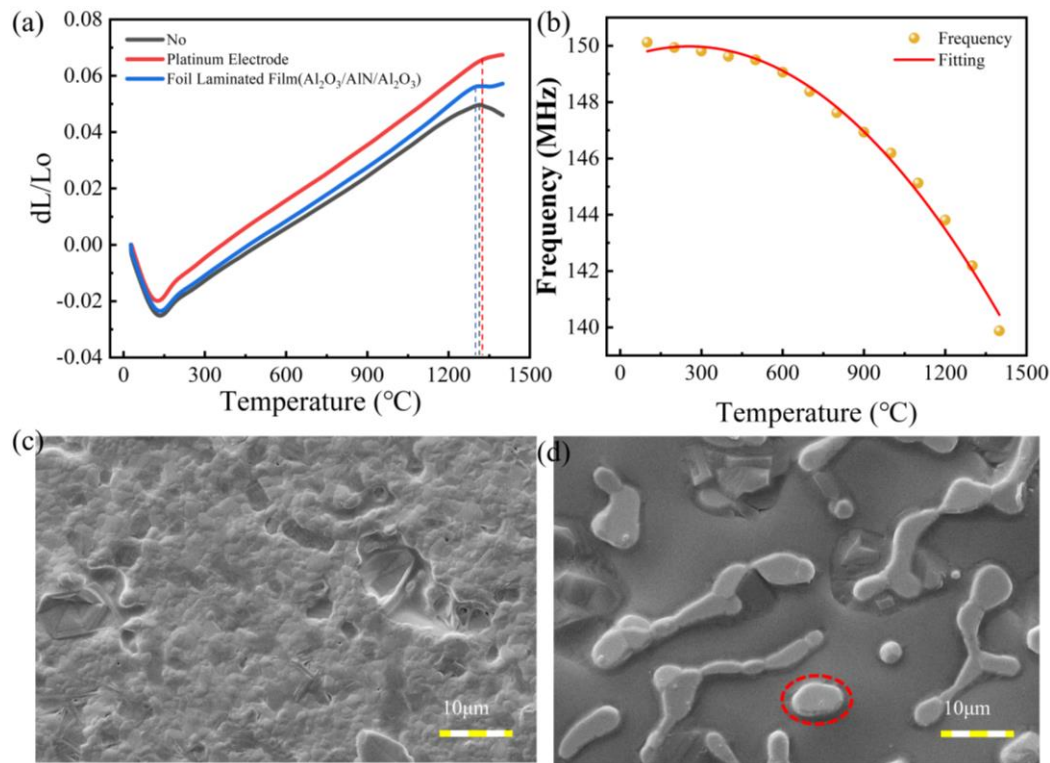 (a)
0.08
0.06
0.04
0.02
0.00
-0.02
-0.04
dL/Lo
No
Platinum Electrode
Foil Laminated Film(Al₂O₃/AlN/Al₂O₃)
0 300 600 900 1200 1500
Temperature (℃)
(b)
150
148
146
144
142
140
Frequency (MHz)
Frequency
Fitting
0 300 600 900 1200 1500
Temperature (℃)
(c)
10μm
(d)
10μm